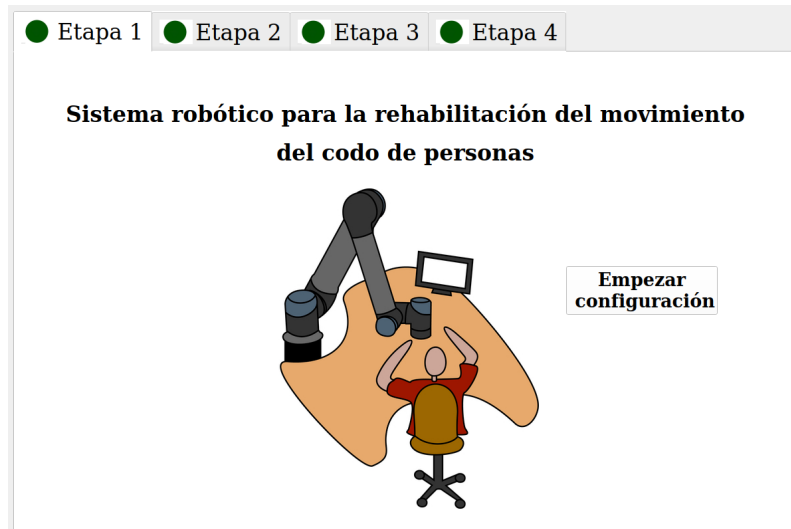 Etapa 1 Etapa 2 Etapa 3 Etapa 4
Sistema robótico para la rehabilitación del movimiento
del codo de personas
Empezar
configuración